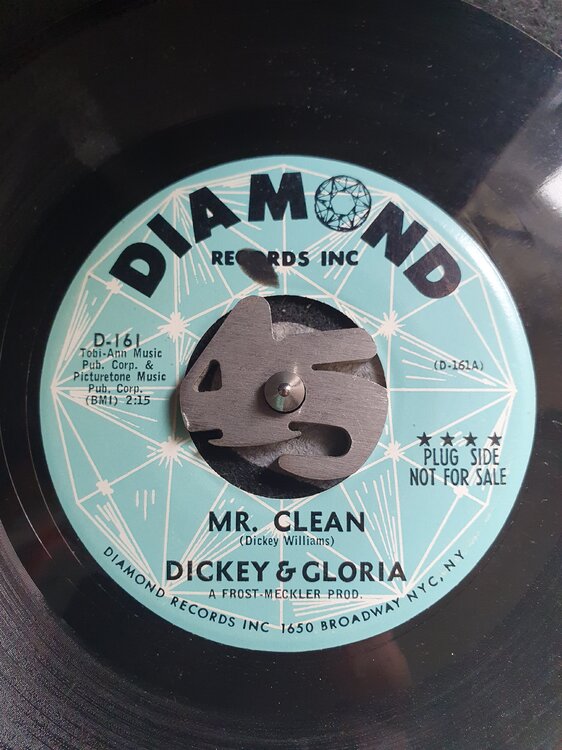 DIAMOND
RECORDS INC
D-161
Tobi-Ann Music
Pub. Corp. &
Picturetone Music
Pub. Corp.
(BMI) 2:15
45
(D-161A)
★★★★
PLUG SIDE
NOT FOR SALE
MR. CLEAN
(Dickey Williams)
DICKEY & GLORIA
A FROST-MECKLER PROD.
DIAMOND RECORDS INC 1650 BROADWAY NYC, NY